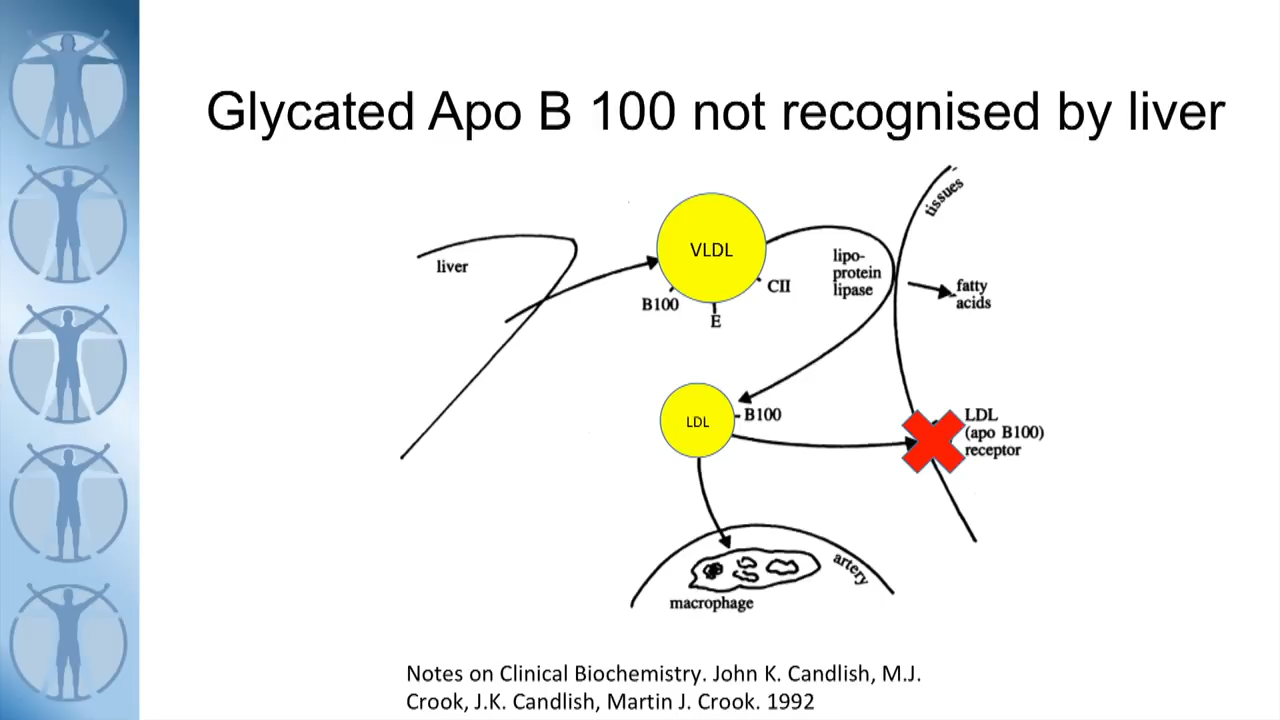 Glycated Apo B 100 not recognised by liver
tissues
liver
VLDL
lipo-
protein
lipase
B100
E
CII
fatty
acids
LDL
B100
LDL
(apo B100)
receptor
artery
macrophage
Notes on Clinical Biochemistry. John K. Candlish, M.J.
Crook, J.K. Candlish, Martin J. Crook. 1992